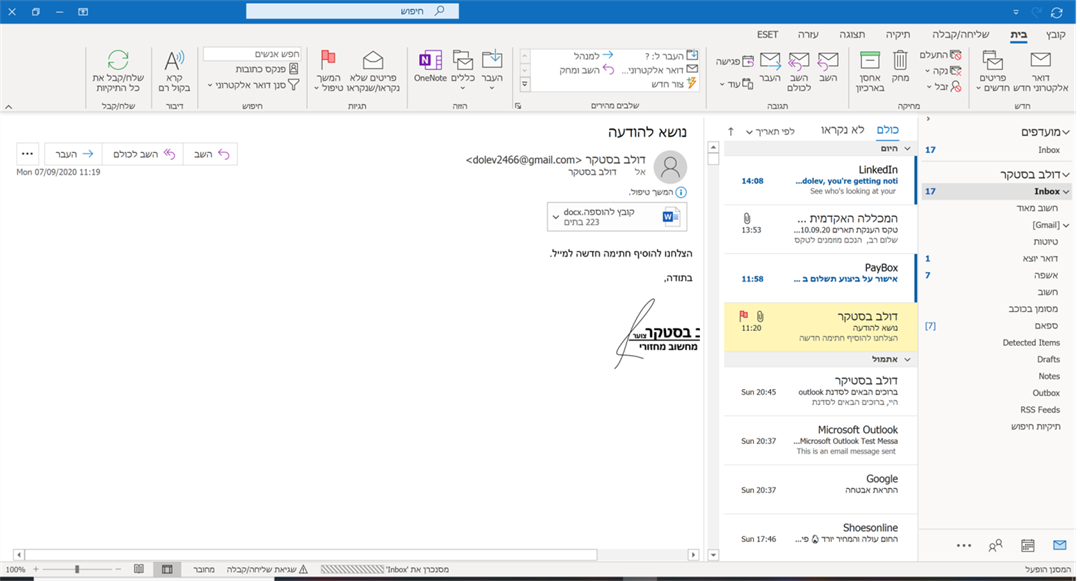 חיפוש
קובץ
בית
שליחה/קבלה
תיקיה
תצוגה
עזרה
ESET
דואר
אלקטרוני חדש
פריטים
חדשים
חדש
התעלם
נקה
זבל
מחק
אחסן
בארכיון
מחיקה
השב
השב
לכולם
העבר
פגישה
עוד
תגובה
העבר ל: ?
למנהל
דואר אלקטרוני...
השב ומחק
צור חדש
שלבים מהירים
העבר
כללים
OneNote
הזזה
פריטים שלא
נקראו/שנקראו
המשך
טיפול
תגיות
חפש אנשים
פנקס כתובות
סנן דואר אלקטרוני
חיפוש
קרא
בקול רם
דיבור
שלח/קבל את
כל התיקיות
שלח/קבל
מועדפים
Inbox 17
דולב בסטקר
Inbox 17
חשוב מאוד
[Gmail]
טיוטות
דואר יוצא 1
אשפה 7
חשוב
מסומן בכוכב
ספאם [7]
Detected Items
Drafts
Notes
Outbox
RSS Feeds
תיקיות חיפוש
כולם
לא נקראו
לפי תאריך
היום
LinkedIn
...dolev, you're getting noti 14:08
See who's looking at your
המכללה האקדמית ...
טקס הענקת תארים 10.09.20... 13:53
שלום רב, הנכם מוזמנים לטקס
PayBox
אישור על ביצוע תשלום ב ... 11:58
דולב בסטקר
נושא להודעה 11:20
הצלחנו להוסיף חתימה חדשה
אתמול
דולב בסטיקר
ברוכים הבאים לסדנת outlook Sun 20:45
היי, ברוכים הבאים לסדנת
Microsoft Outlook
...Microsoft Outlook Test Messa Sun 20:37
This is an email message sent
Google
התראת אבטחה Sun 20:37
Shoesonline
החום עולה והמחיר יורד פי... Sun 17:46
נושא להודעה
דולב בסטקר <dolev2466@gmail.com>
אל דולב בסטקר
השב
השב לכולם
העבר
Mon 07/09/2020 11:19
המשך טיפול.
קובץ להוספה.docx
223 בתים
הצלחנו להוסיף חתימה חדשה למייל.
בתודה,
ב בסטקר צוער
מחשוב מחזורי
המסנן הופעל
מסנכרן את 'Inbox'
שגיאת שליחה/קבלה
מחובר
100%